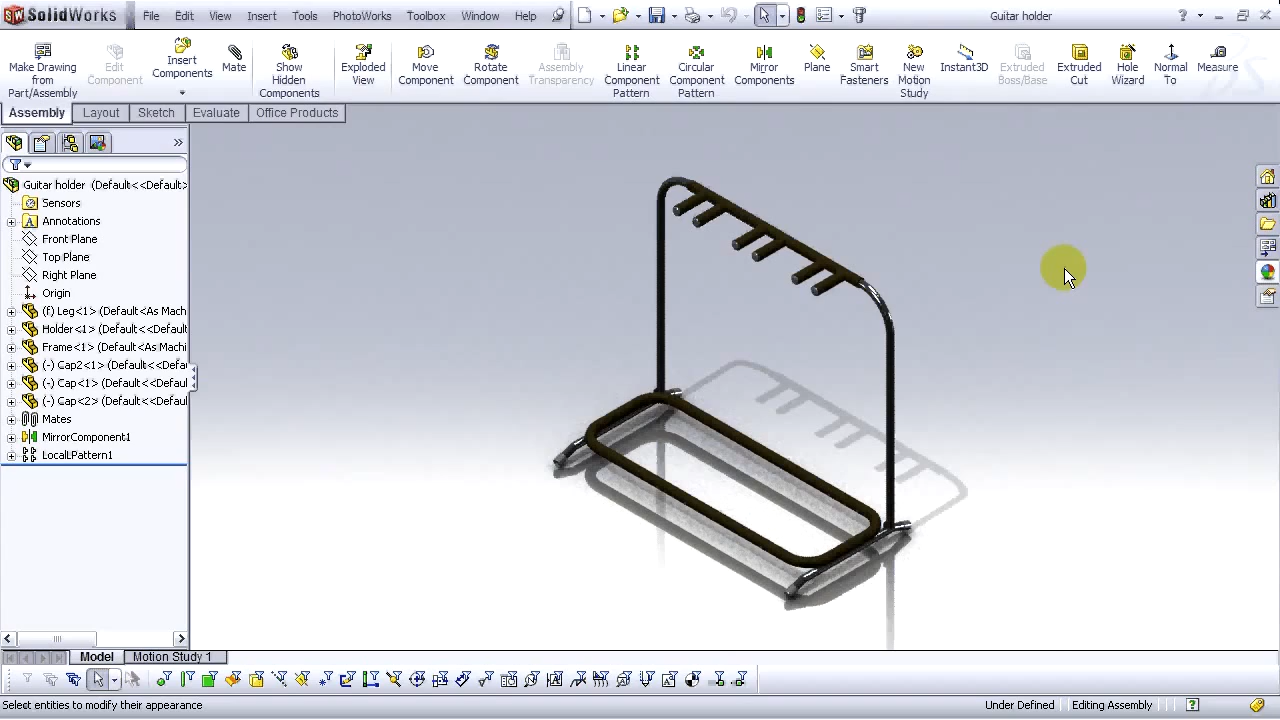 SolidWorks File Edit View Insert Tools PhotoWorks Toolbox Window Help Guitar holder ?
Make Drawing from Part/Assembly
Edit Component
Insert Components
Mate
Show Hidden Components
Exploded View
Move Component
Rotate Component
Assembly Transparency
Linear Component Pattern
Circular Component Pattern
Mirror Components
Plane
Smart Fasteners
New Motion Study
Instant3D
Extruded Boss/Base
Extruded Cut
Hole Wizard
Normal To
Measure
Assembly Layout Sketch Evaluate Office Products
Guitar holder (Default<<Default>
Sensors
A Annotations
Front Plane
Top Plane
Right Plane
Origin
(f) Leg<1> (Default<As Mach
Holder<1> (Default<<Default
Frame<1> (Default<As Machi
(-) Cap2<1> (Default<<Defa
(-) Cap<1> (Default<<Defaul
(-) Cap<2> (Default<<Defaul
Mates
MirrorComponent1
LocalLPattern1
Model Motion Study 1
Select entities to modify their appearance Under Defined Editing Assembly ?